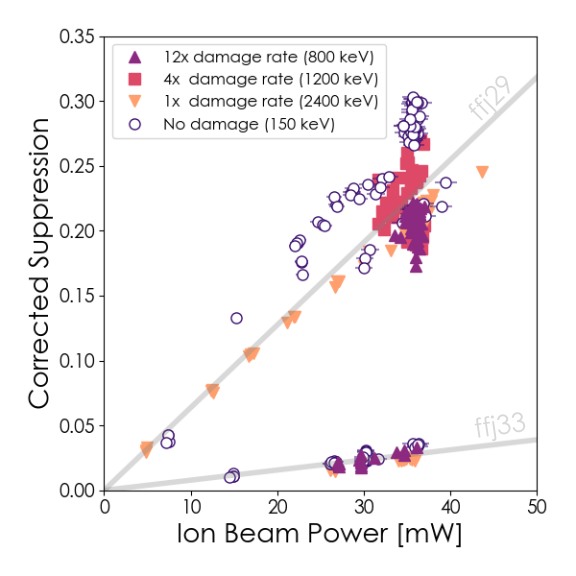 0.35
0.30
0.25
0.20
0.15
0.10
0.05
0.00
Corrected Suppression
12x damage rate (800 keV)
4x damage rate (1200 keV)
1x damage rate (2400 keV)
No damage (150 keV)
ffj29
ffj33
0 10 20 30 40 50
Ion Beam Power [mW]